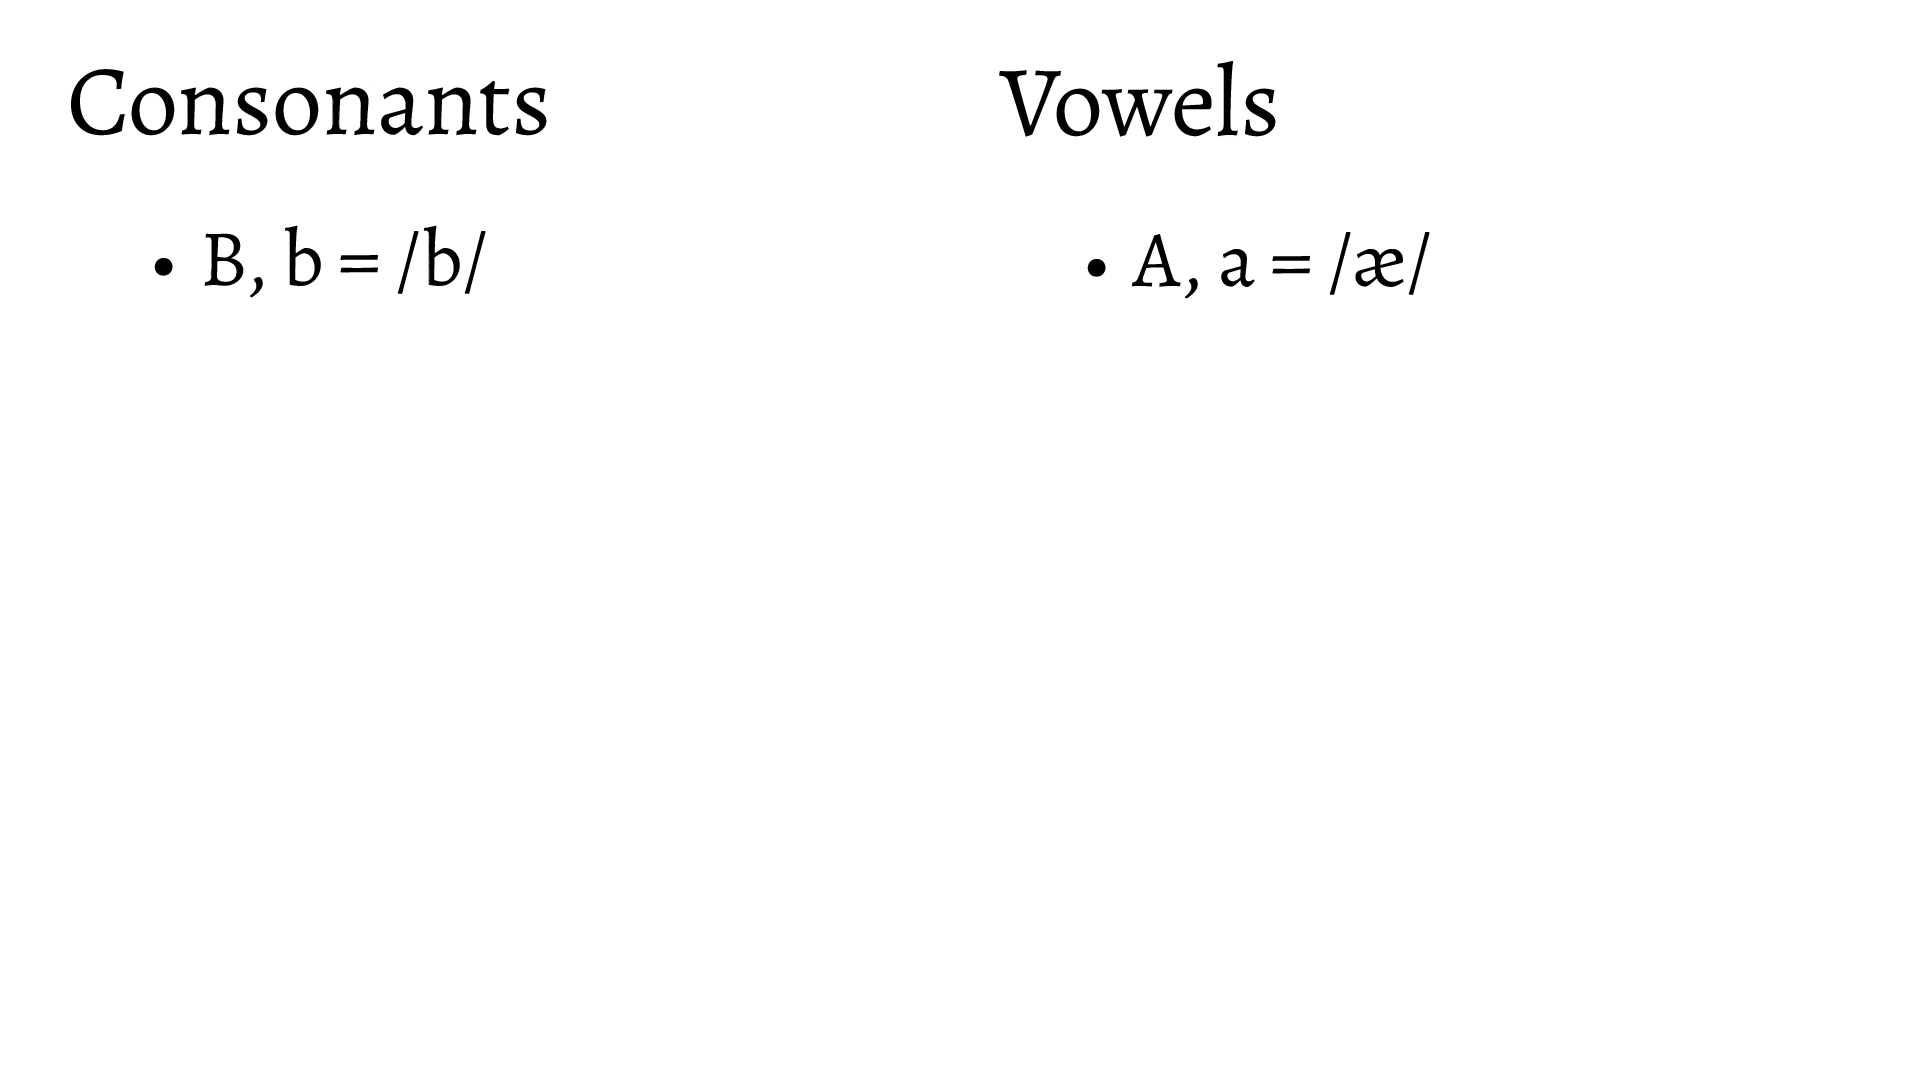 Consonants
• B, b = /b/
Vowels
• A, a = /æ/